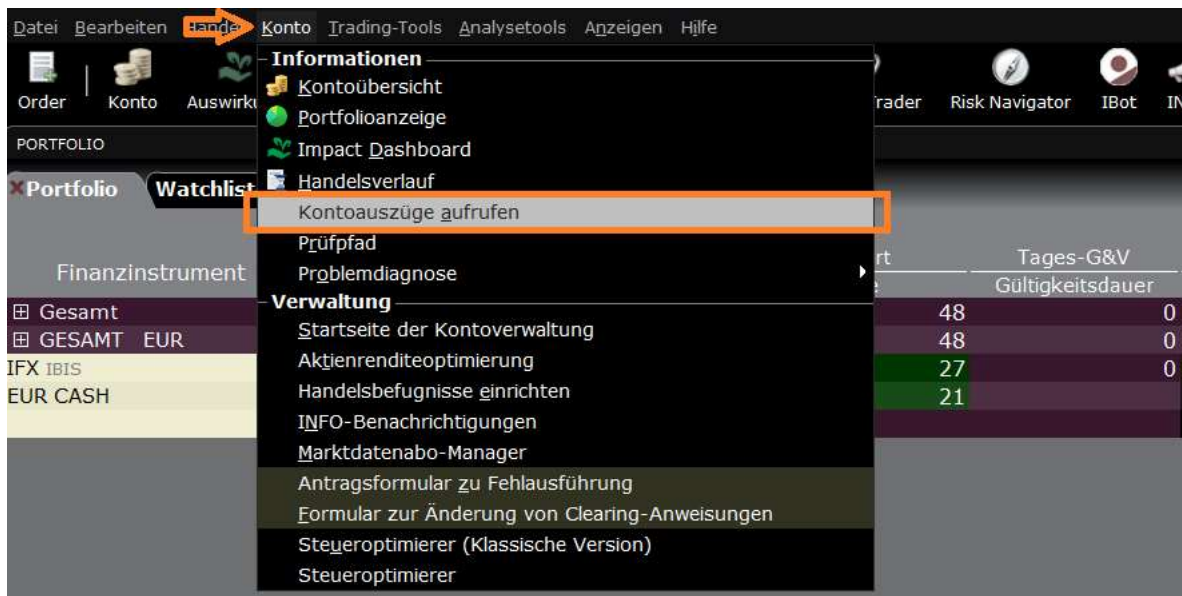 Datei Bearbeiten Konto Trading-Tools Analysetools Anzeigen Hilfe
Order Konto
Risk Navigator IBot
PORTFOLIO
Portfolio Watchlist
Informationen
Kontoübersicht
Portfolioanzeige
Impact Dashboard
Handelsverlauf
Kontoauszüge aufrufen
Prüfpfad
Problemdiagnose
Verwaltung
Startseite der Kontoverwaltung
Aktienrenditeoptimierung
Handelsbefugnisse einrichten
INFO-Benachrichtigungen
Marktdatenabo-Manager
Antragsformular zu Fehlausführung
Formular zur Änderung von Clearing-Anweisungen
Steueroptimierer (Klassische Version)
Steueroptimierer
Finanzinstrument
Tages-G&V
Gültigkeitsdauer
Gesamt 48 0
GESAMT EUR 48 0
IFX IBIS 27 0
EUR CASH 21